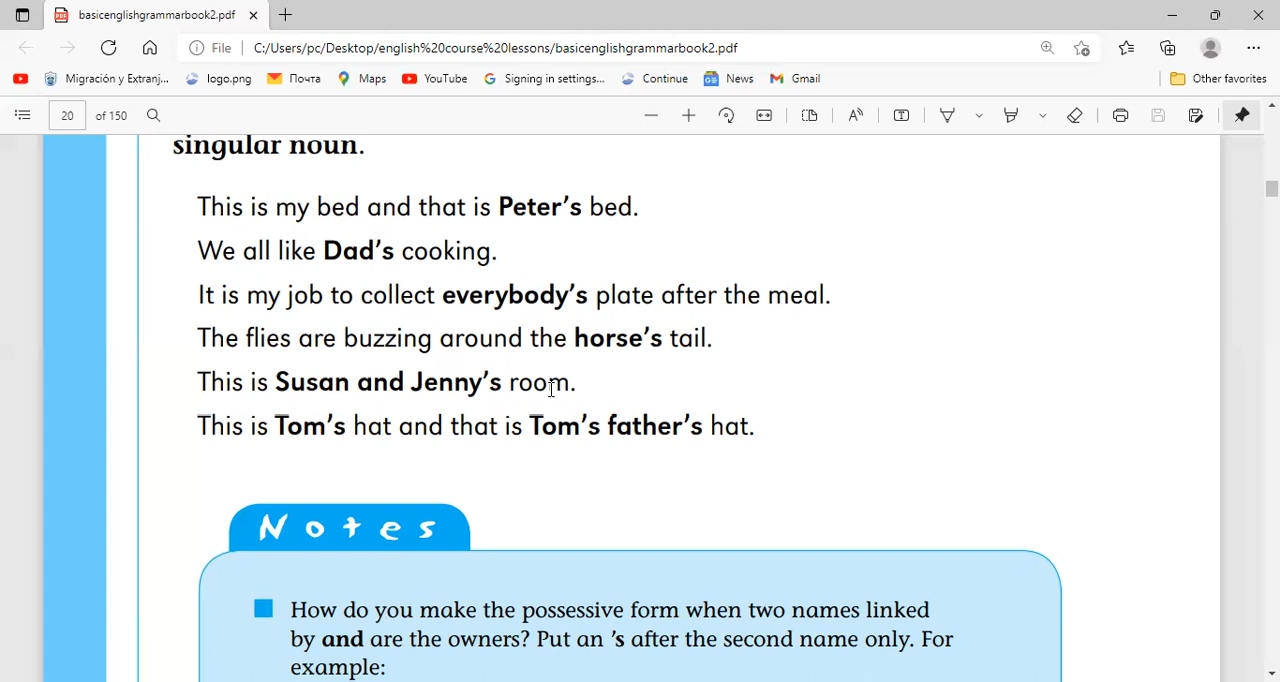 basicenglishgrammarbook2.pdf
File C:/Users/pc/Desktop/english%20course%20lessons/basicenglishgrammarbook2.pdf
Migración y Extranj... logo.png Почта Maps YouTube Signing in settings... Continue News Gmail Other favorites
20 of 150
singular noun.
This is my bed and that is Peter's bed.
We all like Dad's cooking.
It is my job to collect everybody's plate after the meal.
The flies are buzzing around the horse's tail.
This is Susan and Jenny's room.
This is Tom's hat and that is Tom's father's hat.
Notes
How do you make the possessive form when two names linked
by and are the owners? Put an 's after the second name only. For
example: